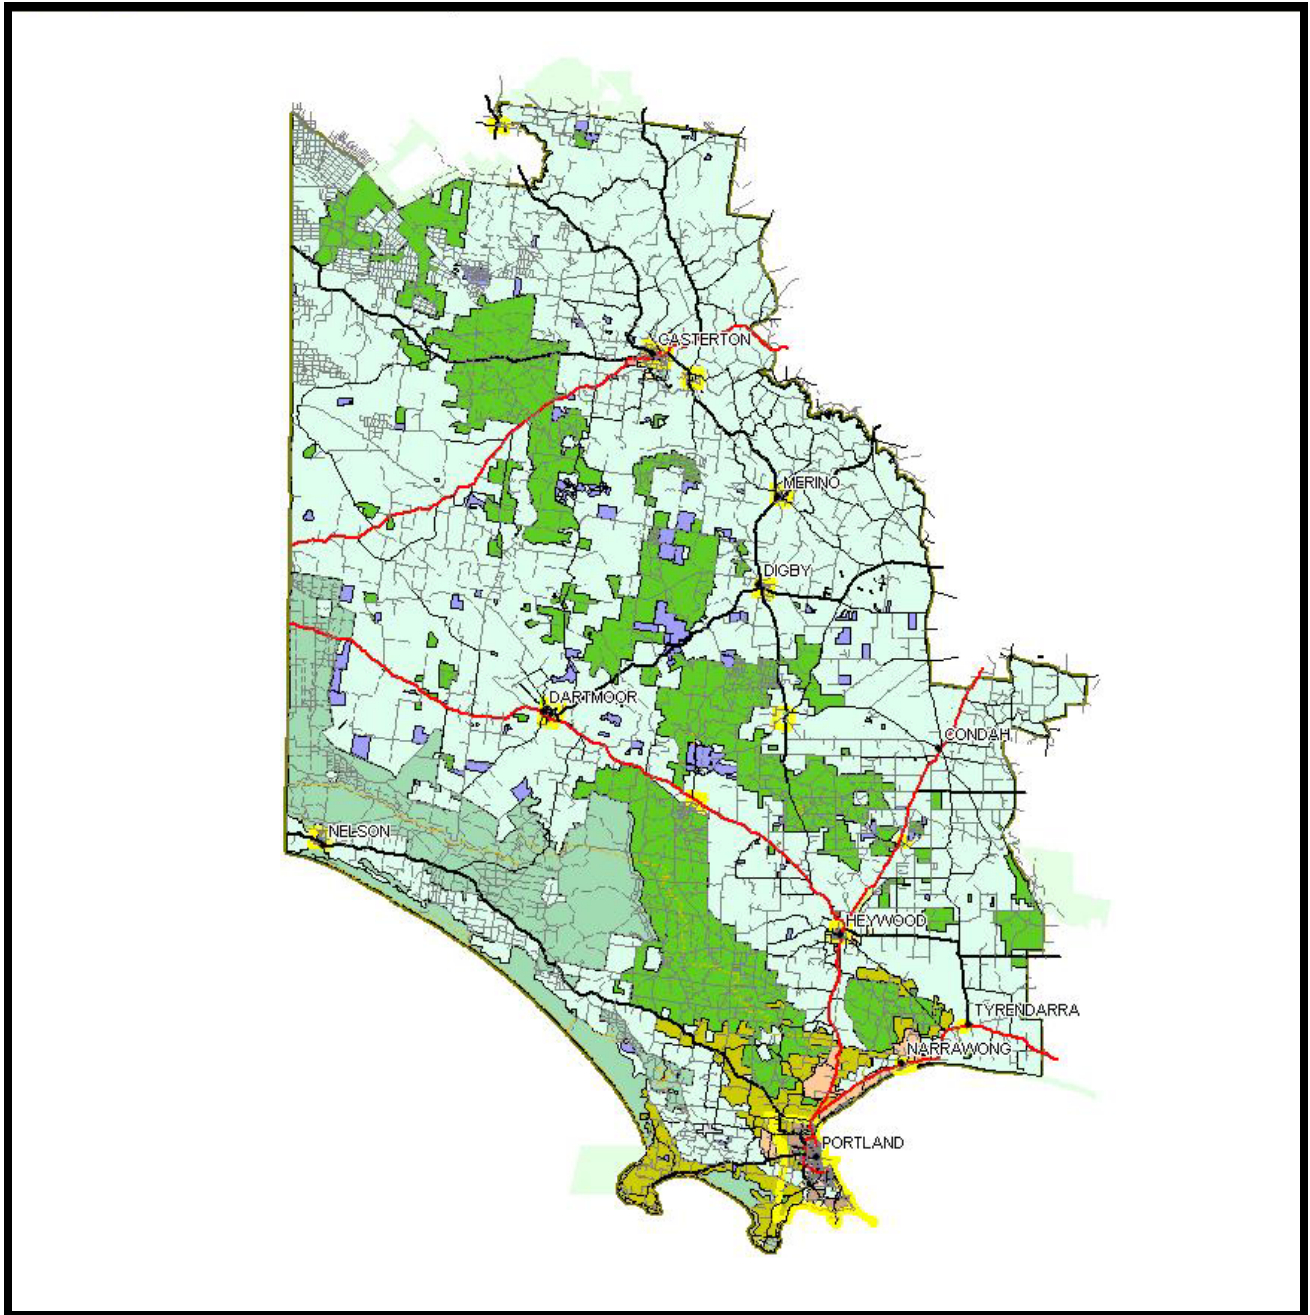 CASTERTON
MERINO
DIGBY
DARTMOOR
CONDAH
NELSON
HEYWOOD
TYRENDARRA
NARRAWONG
PORTLAND